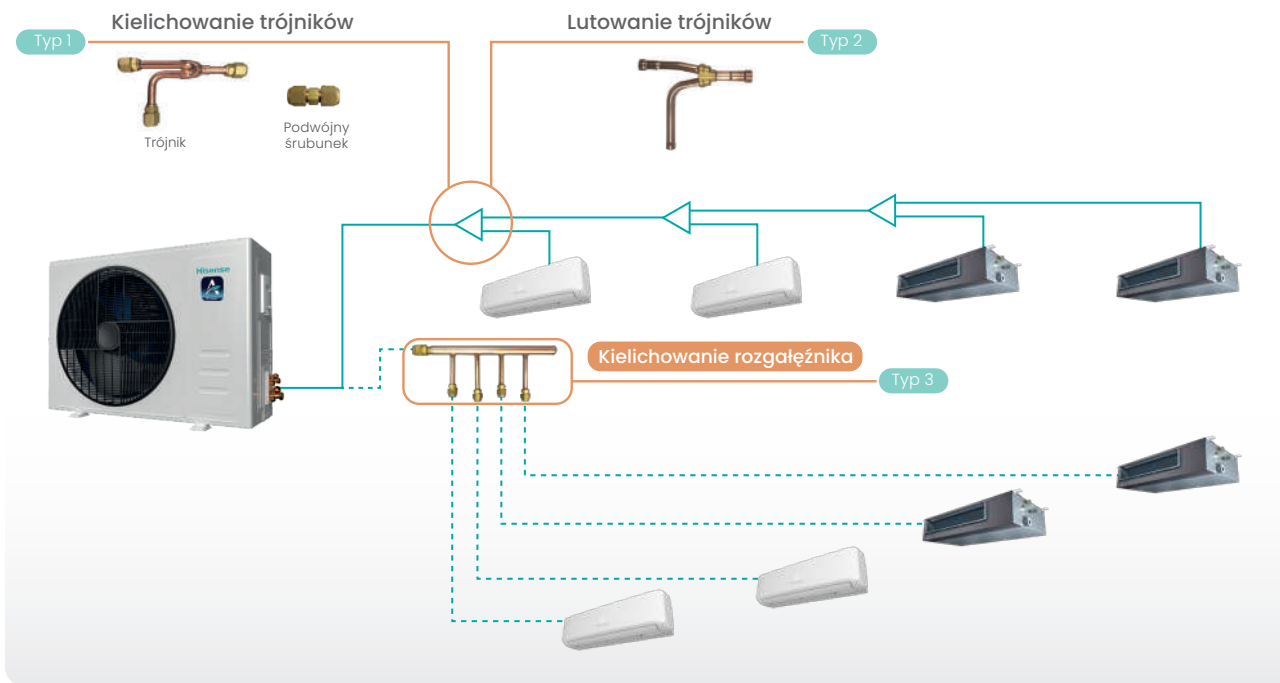 Kielichowanie trójników
Lutowanie trójników
Typ 1
Typ 2
Trójnik
Podwójny
śrubunek
Hisense
Kielichowanie rozgałęźnika
Typ 3